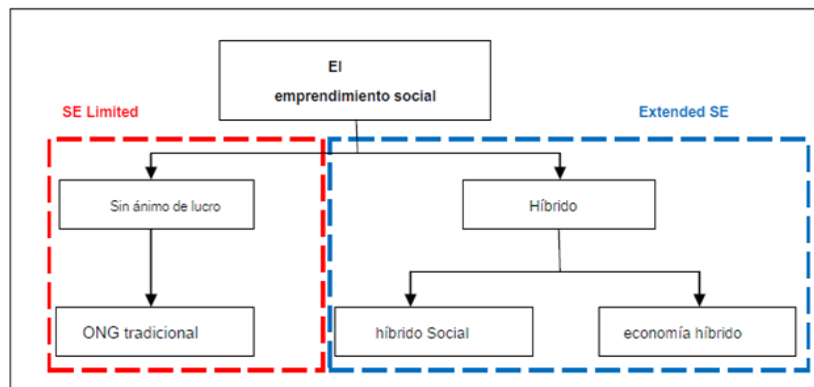 El
emprendimiento social
SE Limited
Extended SE
Sin ánimo de lucro
Híbrido
ONG tradicional
híbrido Social
economía híbrido